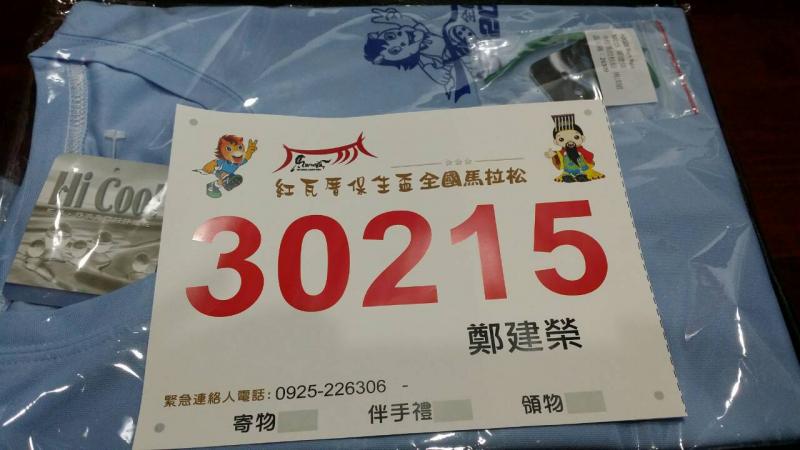 Hi Cool
紅瓦厝保生盃全國馬拉松
30215
鄭建榮
緊急連絡人電話: 0925-226306 -
寄物
伴手禮
領物